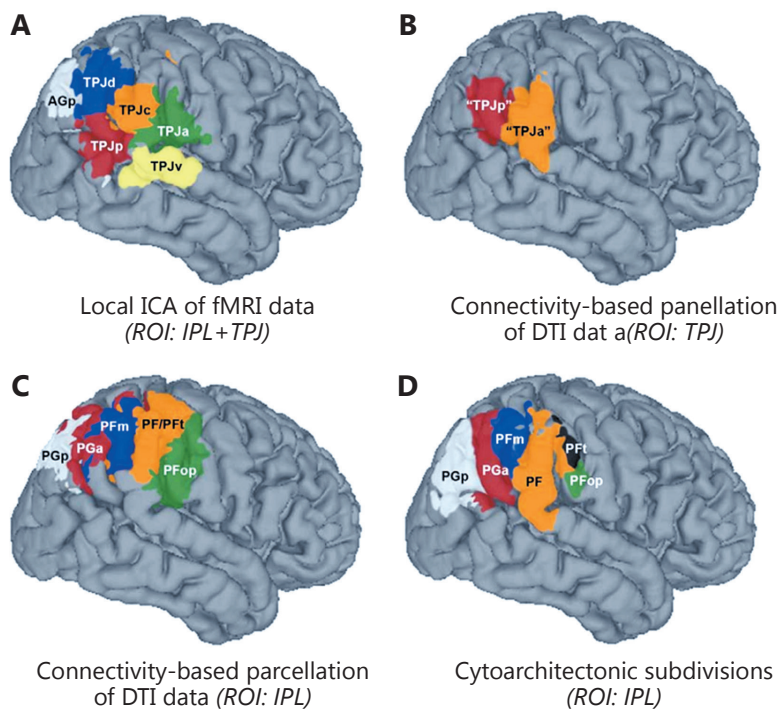 A
AGp
TPJd
TPJc
TPJa
TPJp
TPJv
Local ICA of fMRI data
(ROI: IPL+TPJ)
B
“TPJp”
“TPJa”
Connectivity-based panellation
of DTI dat a(ROI: TPJ)
C
PGp
PGa
PFm
PF/PFt
PFop
Connectivity-based parcellation
of DTI data (ROI: IPL)
D
PGp
PGa
PFm
PF
PFt
PFop
Cytoarchitectonic subdivisions
(ROI: IPL)